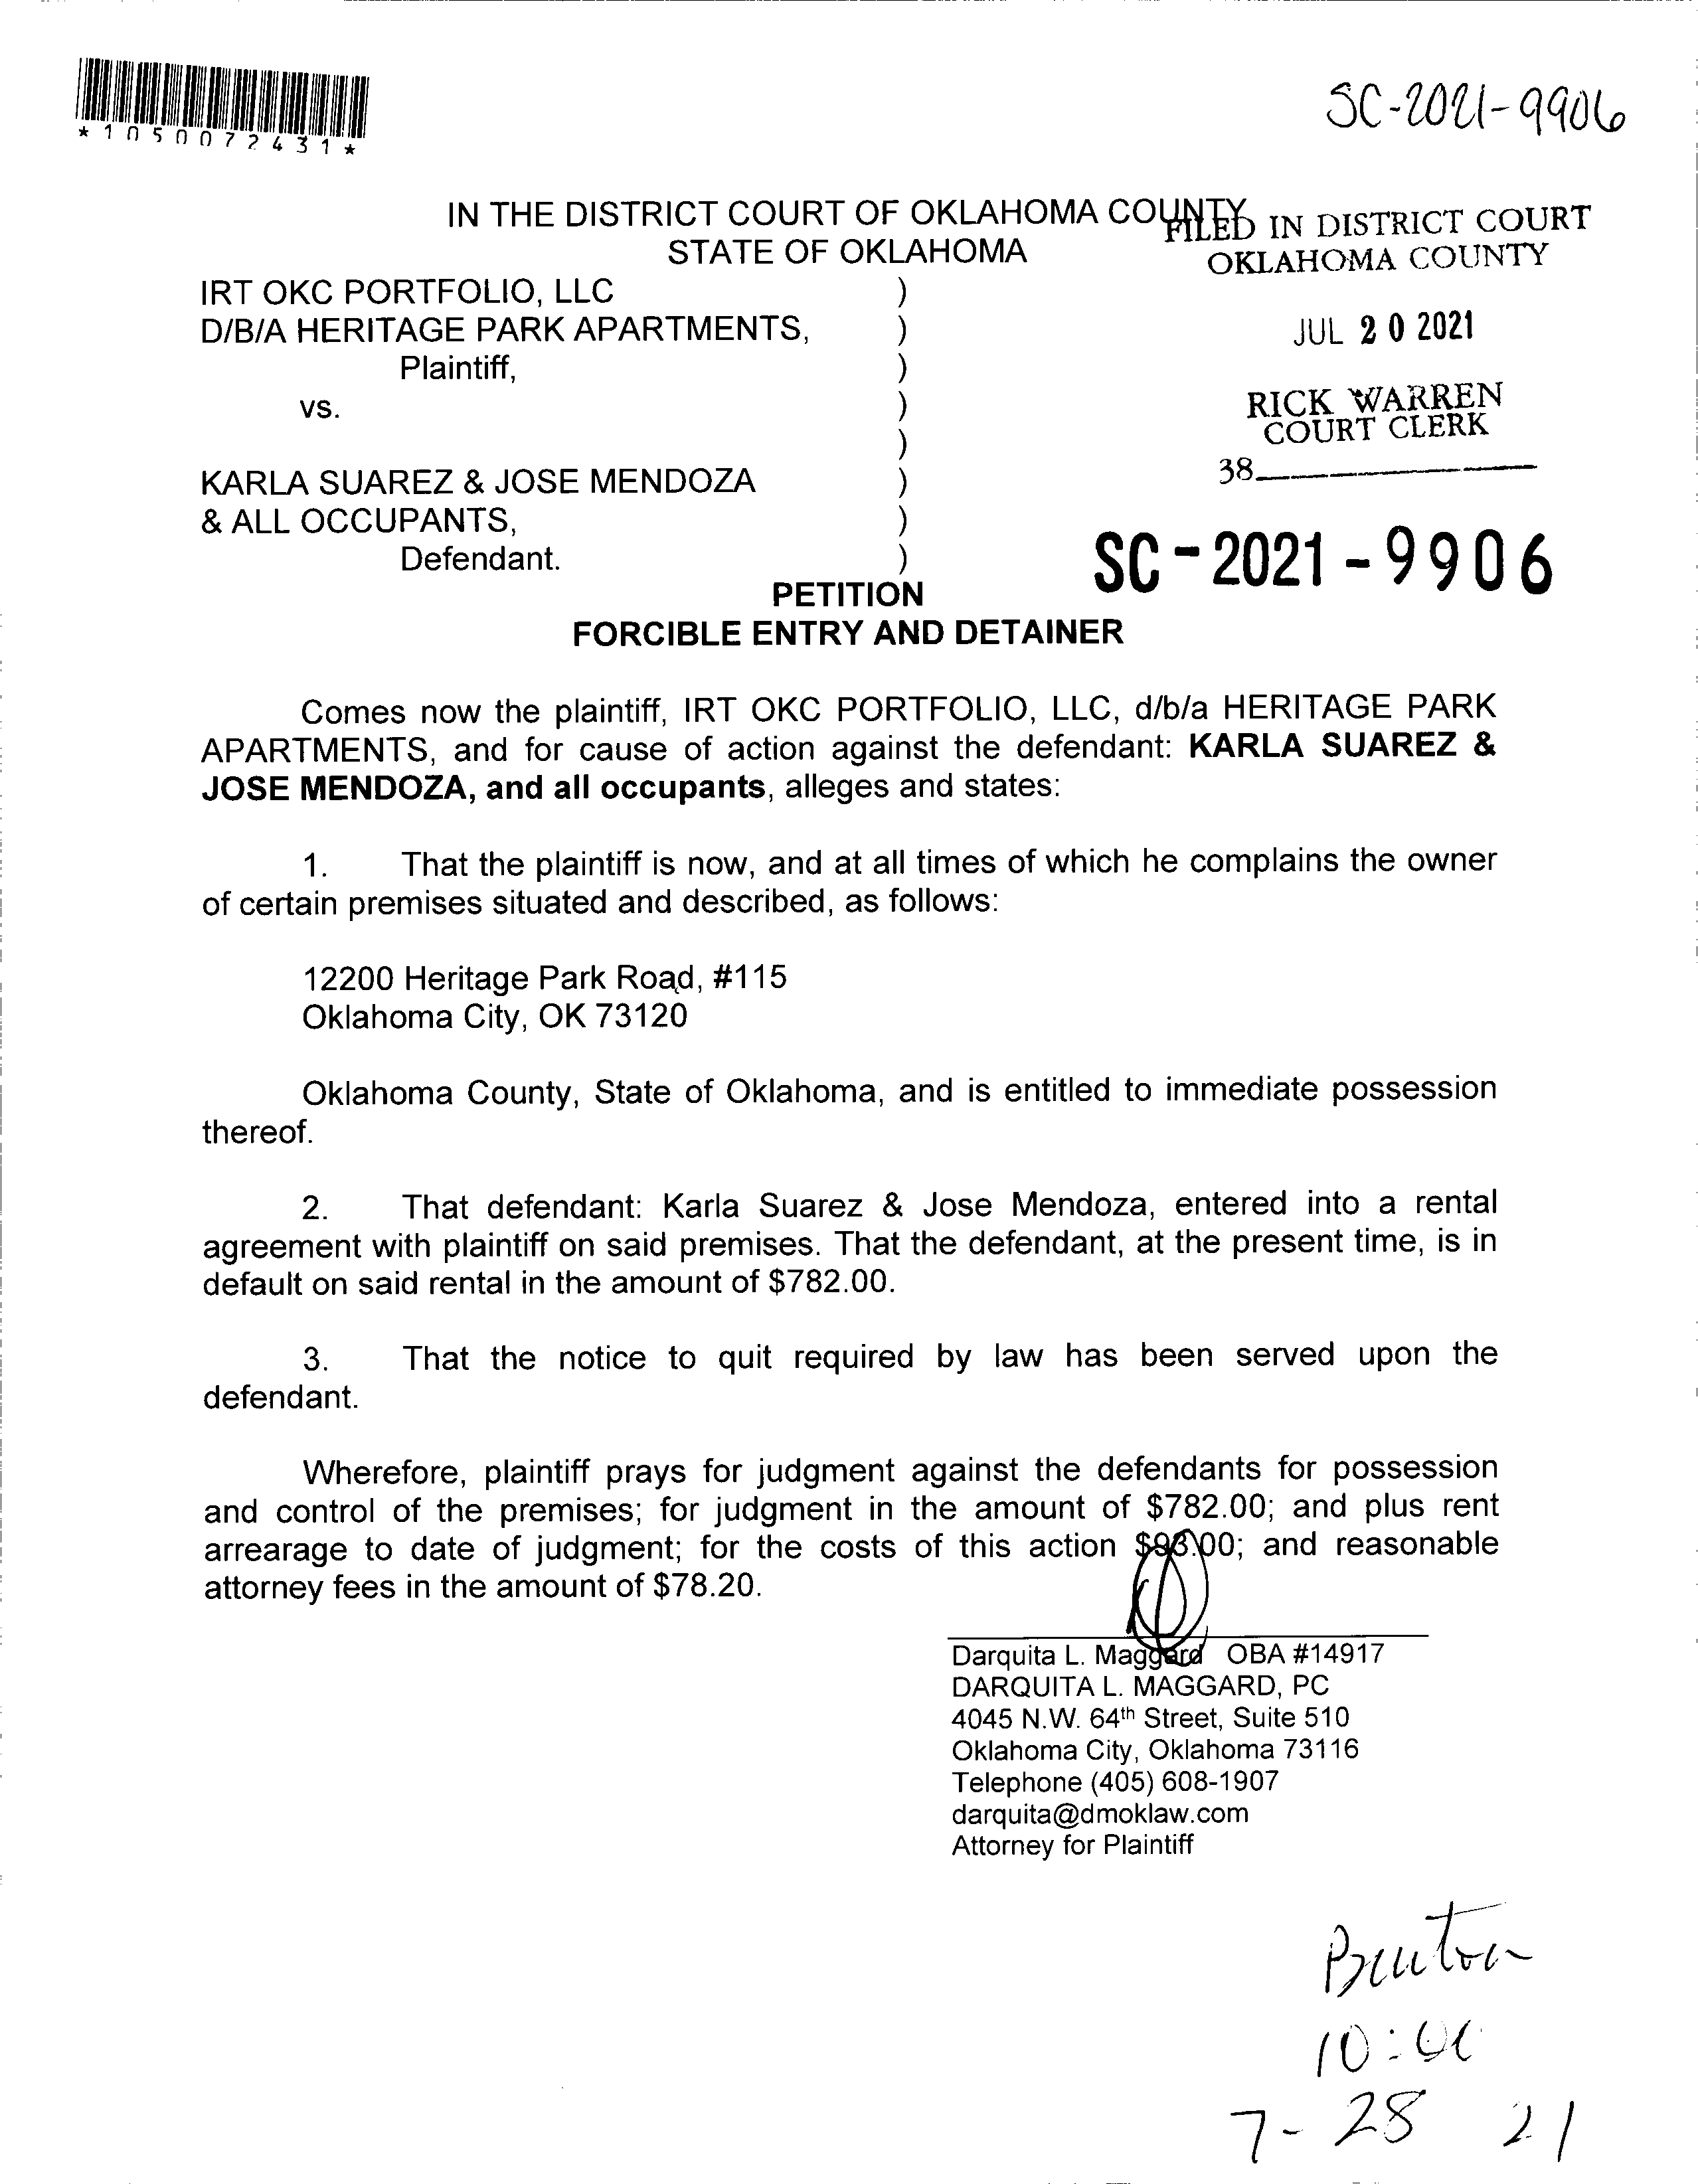 *1050072431*
SC-2021-9906
IN THE DISTRICT COURT OF OKLAHOMA COUNTY
STATE OF OKLAHOMA
FILED IN DISTRICT COURT
OKLAHOMA COUNTY
JUL 20 2021
RICK WARREN
COURT CLERK
38
IRT OKC PORTFOLIO, LLC )
D/B/A HERITAGE PARK APARTMENTS, )
Plaintiff, )
vs. )
)
KARLA SUAREZ & JOSE MENDOZA )
& ALL OCCUPANTS, )
Defendant. )
SC-2021-9906
PETITION
FORCIBLE ENTRY AND DETAINER
Comes now the plaintiff, IRT OKC PORTFOLIO, LLC, d/b/a HERITAGE PARK
APARTMENTS, and for cause of action against the defendant: KARLA SUAREZ &
JOSE MENDOZA, and all occupants, alleges and states:
1. That the plaintiff is now, and at all times of which he complains the owner
of certain premises situated and described, as follows:
12200 Heritage Park Road, #115
Oklahoma City, OK 73120
Oklahoma County, State of Oklahoma, and is entitled to immediate possession
thereof.
2. That defendant: Karla Suarez & Jose Mendoza, entered into a rental
agreement with plaintiff on said premises. That the defendant, at the present time, is in
default on said rental in the amount of $782.00.
3. That the notice to quit required by law has been served upon the
defendant.
Wherefore, plaintiff prays for judgment against the defendants for possession
and control of the premises; for judgment in the amount of $782.00; and plus rent
arrearage to date of judgment; for the costs of this action $93.00; and reasonable
attorney fees in the amount of $78.20.
Darquita L. Maggard OBA #14917
DARQUITA L. MAGGARD, PC
4045 N.W. 64th Street, Suite 510
Oklahoma City, Oklahoma 73116
Telephone (405) 608-1907
darquita@dmoklaw.com
Attorney for Plaintiff
10:00
7-28 21